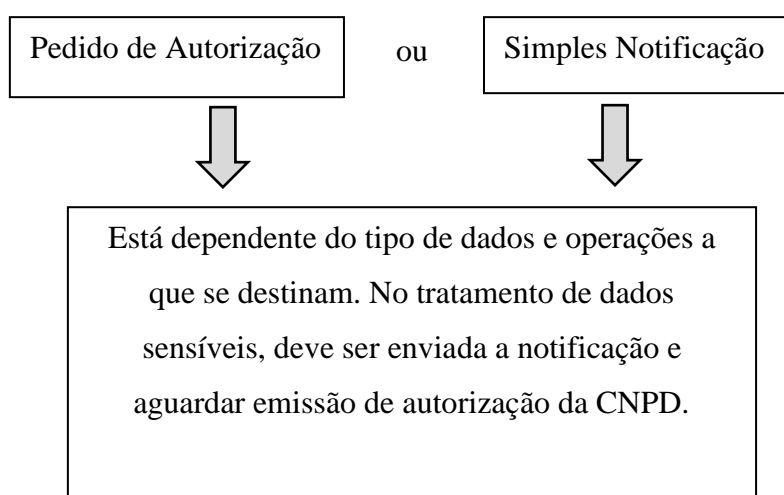 Pedido de Autorização ou Simples Notificação
Está dependente do tipo de dados e operações a
que se destinam. No tratamento de dados
sensíveis, deve ser enviada a notificação e
aguardar emissão de autorização da CNPD.